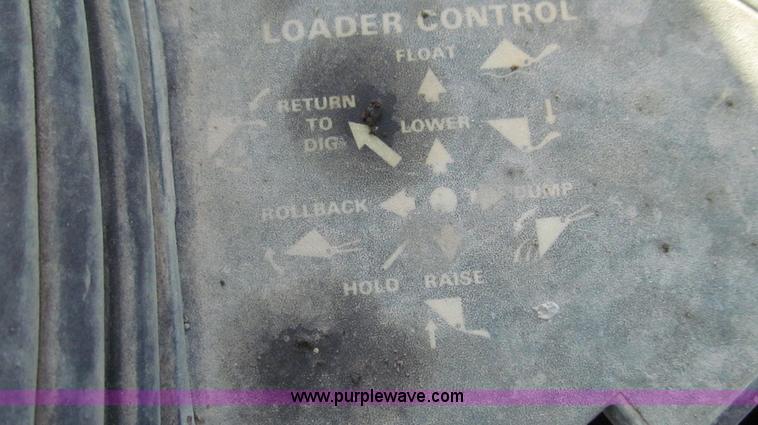 LOADER CONTROL
FLOAT
RETURN
TO
DIG
LOWER
ROLLBACK
DUMP
HOLD
RAISE
www.purplewave.com